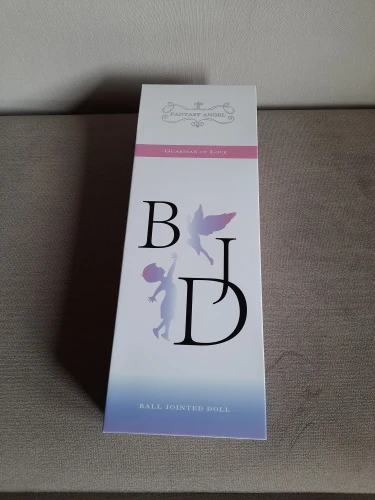 FANTASY ANGEL
GUARDIAN OF LOVE
B
J
D
BALL JOINTED DOLL